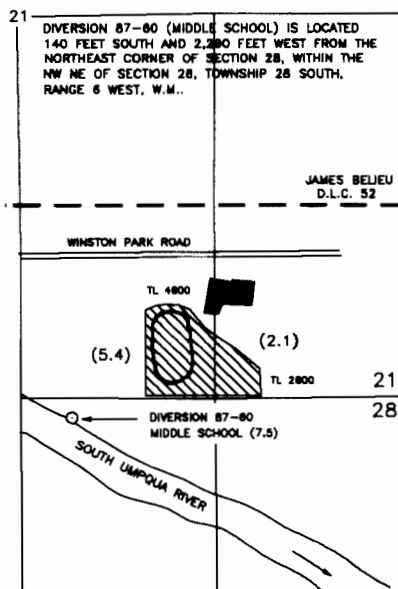 21
DIVERSION 87-60 (MIDDLE SCHOOL) IS LOCATED
140 FEET SOUTH AND 2,290 FEET WEST FROM THE
NORTHEAST CORNER OF SECTION 28, WITHIN THE
NW NE OF SECTION 28, TOWNSHIP 28 SOUTH,
RANGE 6 WEST, W.M..
JAMES BELIEU
D.L.C. 52
WINSTON PARK ROAD
TL 4800
(5.4)
(2.1)
TL 2800
21
28
DIVERSION 87-60
MIDDLE SCHOOL (7.5)
SOUTH UMPQUA RIVER